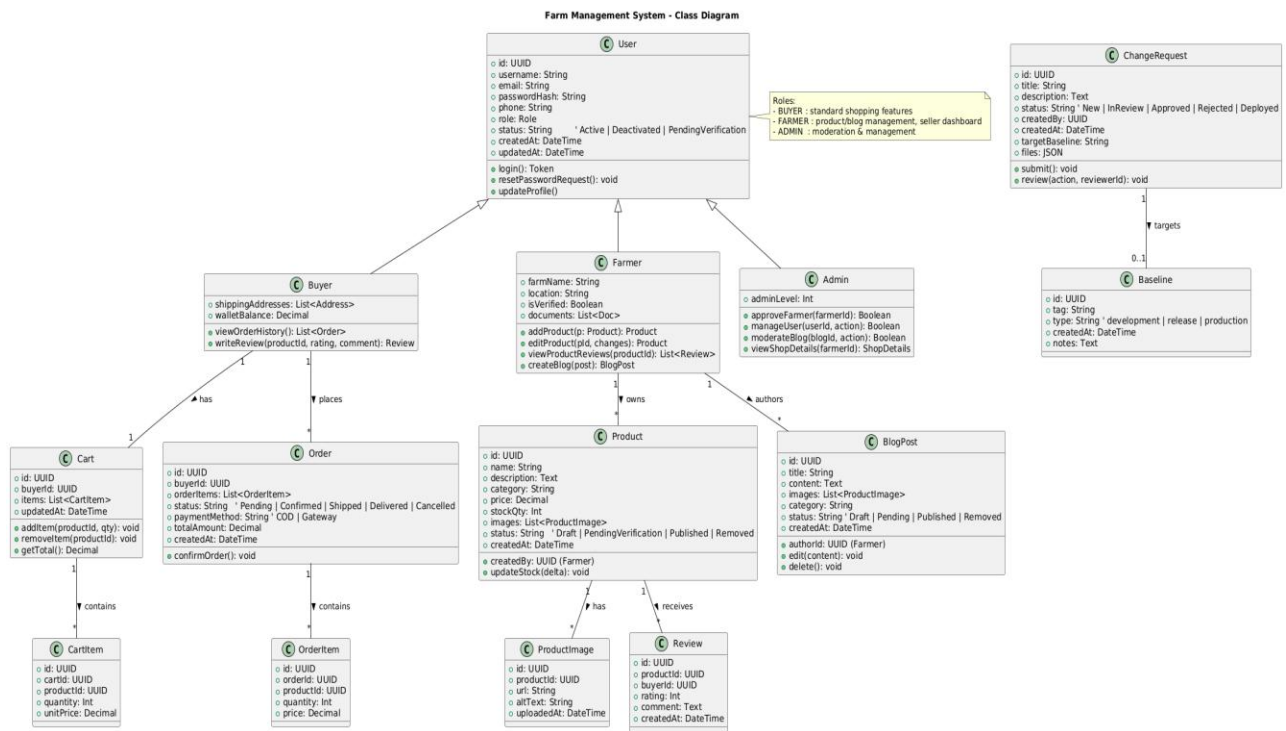 Farm Management System - Class Diagram
C User
id: UUID
username: String
email: String
passwordHash: String
phone: String
role: Role
status: String ' Active | Deactivated | PendingVerification
createdAt: DateTime
updatedAt: DateTime
login(): Token
resetPasswordRequest(): void
updateProfile()
Roles:
- BUYER : standard shopping features
- FARMER : product/blog management, seller dashboard
- ADMIN : moderation & management
C ChangeRequest
id: UUID
title: String
description: Text
status: String ' New | InReview | Approved | Rejected | Deployed
createdBy: UUID
createdAt: DateTime
targetBaseline: String
files: JSON
submit(): void
review(action, reviewerId): void
1
targets
0..1
C Buyer
shippingAddresses: List<Address>
walletBalance: Decimal
viewOrderHistory(): List<Order>
writeReview(productId, rating, comment): Review
C Farmer
farmName: String
location: String
isVerified: Boolean
documents: List<Doc>
addProduct(p: Product): Product
editProduct(pId, changes): Product
viewProductReviews(productId): List<Review>
createBlog(post): BlogPost
C Admin
adminLevel: Int
approveFarmer(farmerId): Boolean
manageUser(userId, action): Boolean
moderateBlog(blogId, action): Boolean
viewShopDetails(farmerId): ShopDetails
C Baseline
id: UUID
tag: String
type: String ' development | release | production
createdAt: DateTime
notes: Text
1
has
1
1
places
*
1
owns
*
1
authors
*
C Cart
id: UUID
buyerId: UUID
items: List<CartItem>
updatedAt: DateTime
addItem(productId, qty): void
removeItem(productId): void
getTotal(): Decimal
C Order
id: UUID
buyerId: UUID
orderItems: List<OrderItem>
status: String ' Pending | Confirmed | Shipped | Delivered | Cancelled
paymentMethod: String ' COD | Gateway
totalAmount: Decimal
createdAt: DateTime
confirmOrder(): void
C Product
id: UUID
name: String
description: Text
category: String
price: Decimal
stockQty: Int
images: List<ProductImage>
status: String ' Draft | PendingVerification | Published | Removed
createdAt: DateTime
createdBy: UUID (Farmer)
updateStock(delta): void
C BlogPost
id: UUID
title: String
content: Text
images: List<ProductImage>
category: String
status: String ' Draft | Pending | Published | Removed
createdAt: DateTime
authorId: UUID (Farmer)
edit(content): void
delete(): void
1
contains
*
1
contains
*
1
has
*
1
receives
*
C CartItem
id: UUID
cartId: UUID
productId: UUID
quantity: Int
unitPrice: Decimal
C OrderItem
id: UUID
orderId: UUID
productId: UUID
quantity: Int
price: Decimal
C ProductImage
id: UUID
productId: UUID
url: String
altText: String
uploadedAt: DateTime
C Review
id: UUID
productId: UUID
buyerId: UUID
rating: Int
comment: Text
createdAt: DateTime